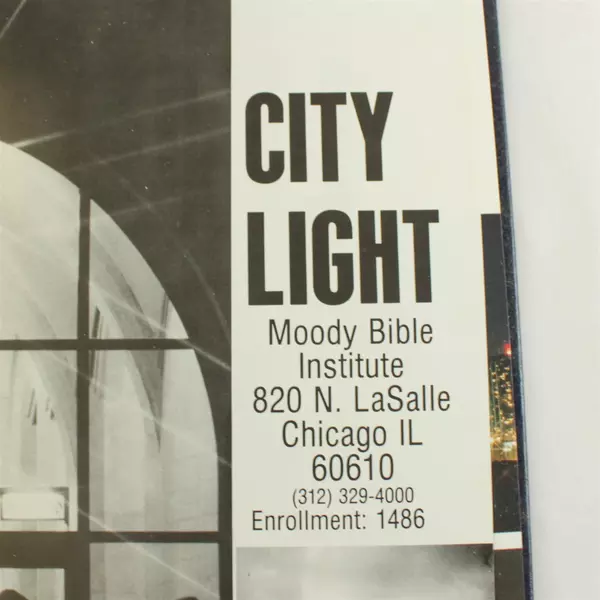 CITY
LIGHT
Moody Bible
Institute
820 N. LaSalle
Chicago IL
60610
(312) 329-4000
Enrollment: 1486